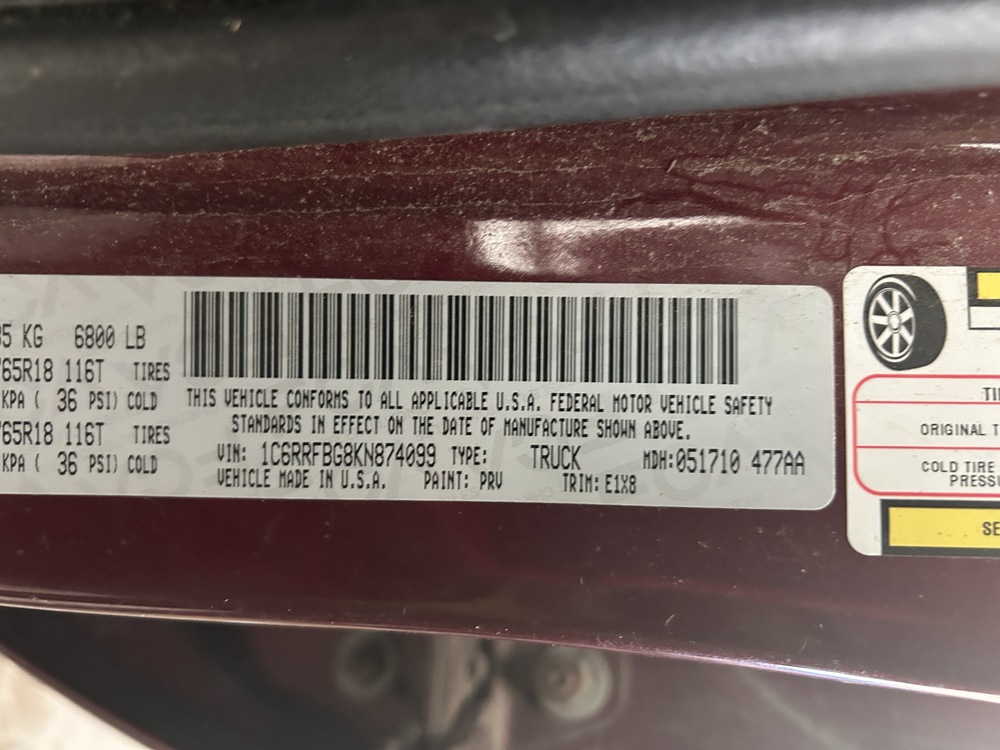 35 KG 6800 LB
65R18 116T TIRES
KPA ( 36 PSI) COLD
65R18 116T TIRES
KPA ( 36 PSI) COLD
THIS VEHICLE CONFORMS TO ALL APPLICABLE U.S.A. FEDERAL MOTOR VEHICLE SAFETY
STANDARDS IN EFFECT ON THE DATE OF MANUFACTURE SHOWN ABOVE.
VIN: 1C6RRFBG8KN874099 TYPE: TRUCK MDH:051710 477AA
VEHICLE MADE IN U.S.A. PAINT: PRV TRIM: E1X8
ORIGINAL T
COLD TIRE
PRESSU
SE